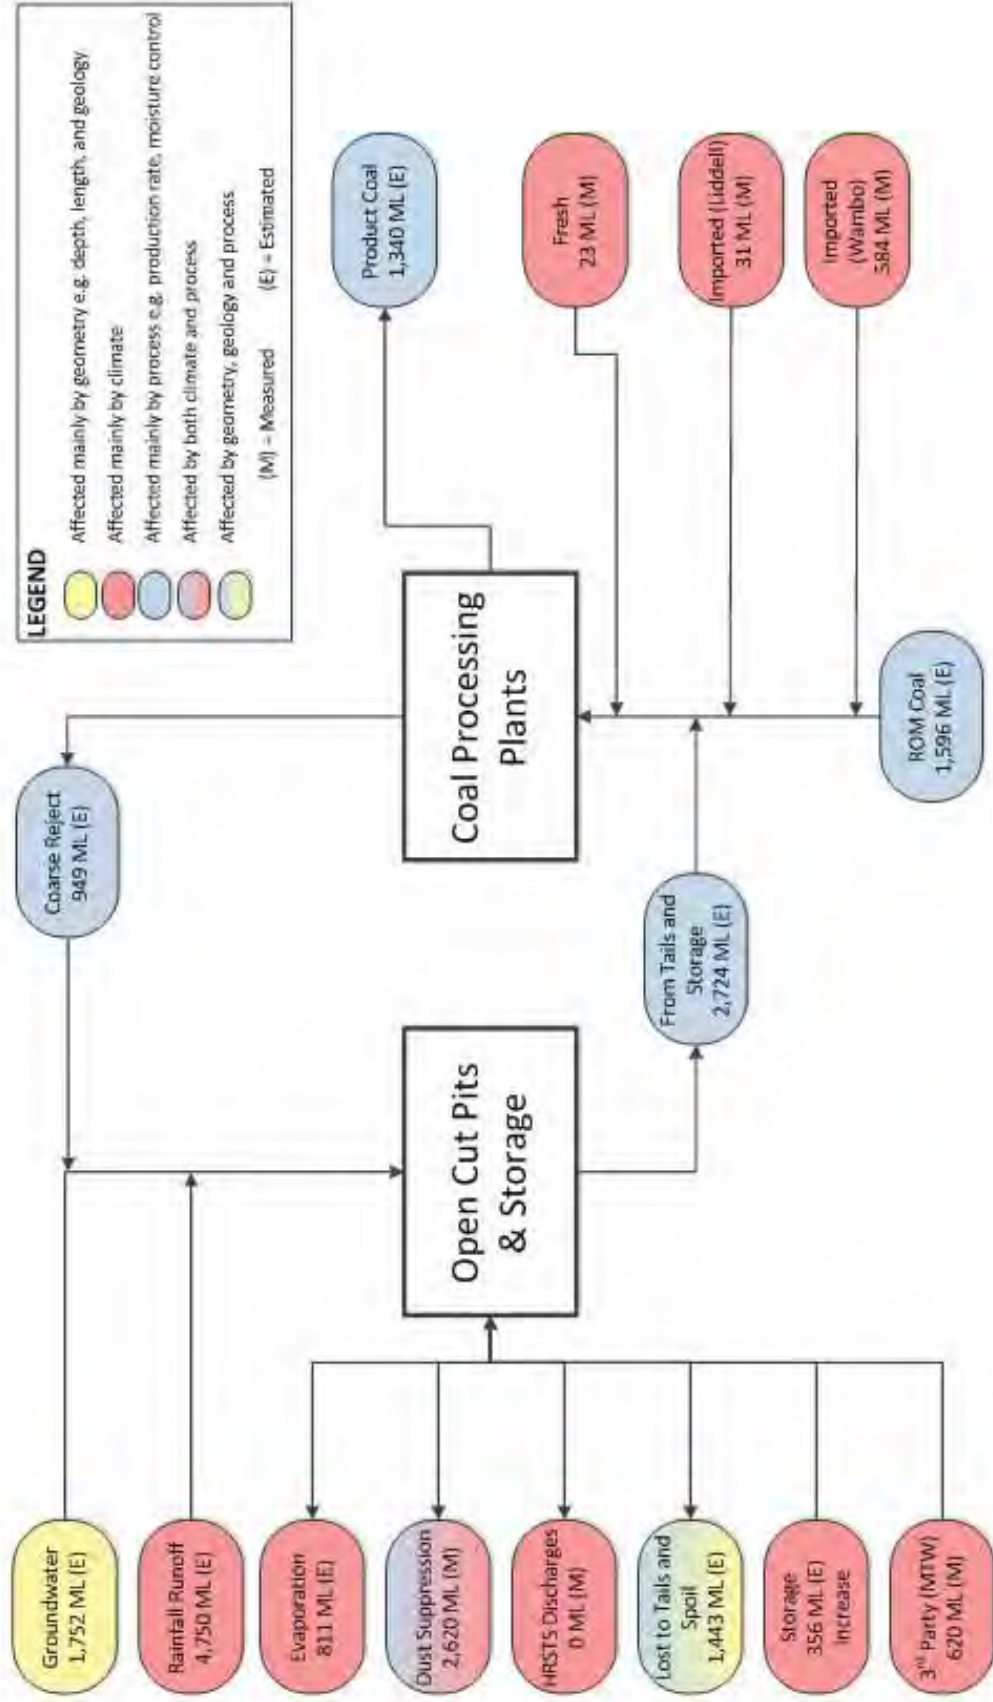 LEGEND
Affected mainly by geometry e.g. depth, length, and geology
Affected mainly by climate
Affected mainly by process e.g. production rate, moisture control
Affected by both climate and process
Affected by geometry, geology and process
(M) = Measured (E) = Estimated
Groundwater
1,752 ML (E)
Rainfall Runoff
4,750 ML (E)
Evaporation
811 ML (E)
Dust Suppression
2,620 ML (M)
HRSTS Discharges
0 ML (M)
Lost to Tails and
Spoil
1,443 ML (E)
Storage
356 ML (E)
Increase
3rd Party (MTW)
620 ML (M)
Open Cut Pits
& Storage
Coarse Reject
949 ML (E)
From Tails and
Storage
2,724 ML (E)
Coal Processing
Plants
ROM Coal
1,596 ML (E)
Product Coal
1,340 ML (E)
Fresh
23 ML (M)
Imported (Liddell)
31 ML (M)
Imported
(Wambo)
584 ML (M)